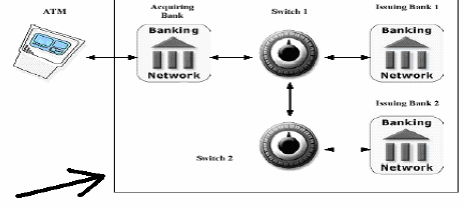 ATM
Acquiring
Bank
Switch 1
Issuing Bank 1
Banking
Network
Banking
Network
Issuing Bank 2
Switch 2
Banking
Network